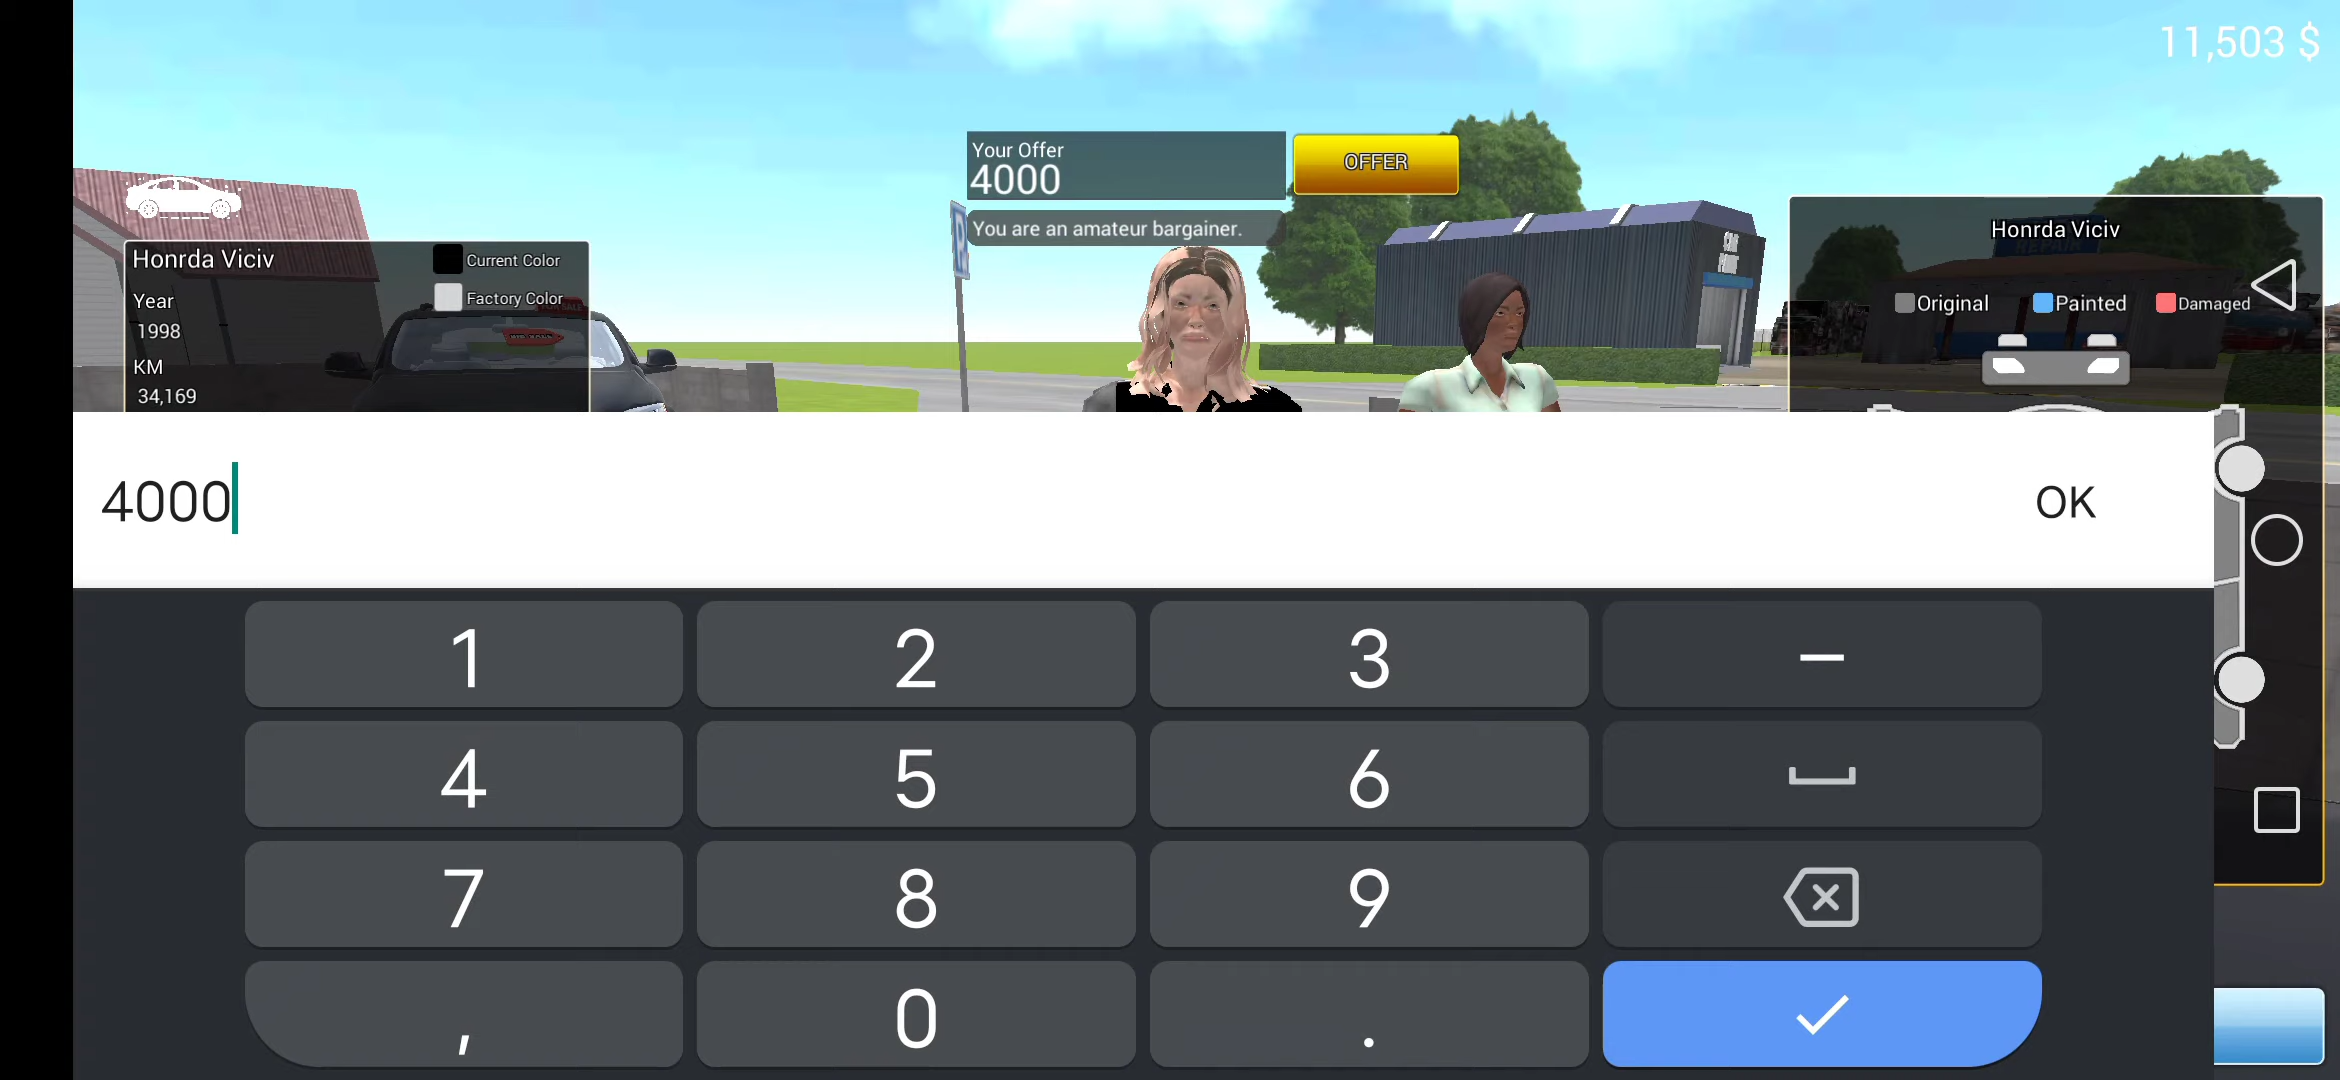 11,503 $
Your Offer
4000
OFFER
You are an amateur bargainer.
Honrda Viciv
Current Color
Year
Factory Color
1998
KM
34,169
Honrda Viciv
REPAIR
Original Painted Damaged
4000
OK
1 2 3 –
4 5 6
7 8 9
, 0 .